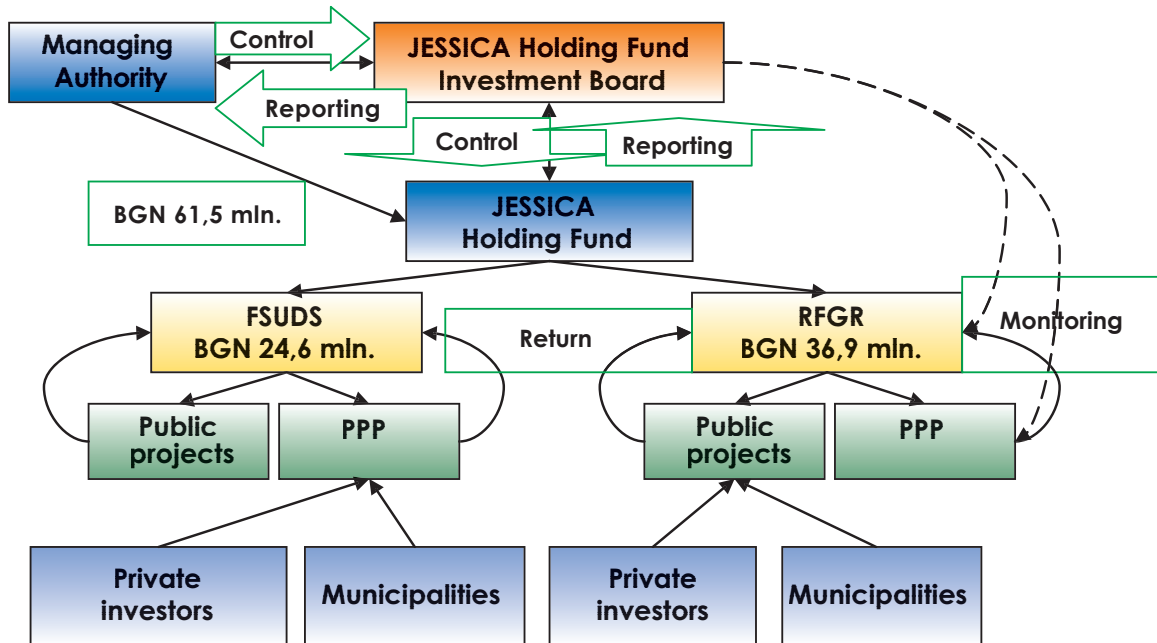 Managing
Authority
Control
JESSICA Holding Fund
Investment Board
Reporting
Control
Reporting
BGN 61,5 mln.
JESSICA
Holding Fund
FSUDS
BGN 24,6 mln.
Return
RFGR
BGN 36,9 mln.
Monitoring
Public
projects
PPP
Public
projects
PPP
Private
investors
Municipalities
Private
investors
Municipalities